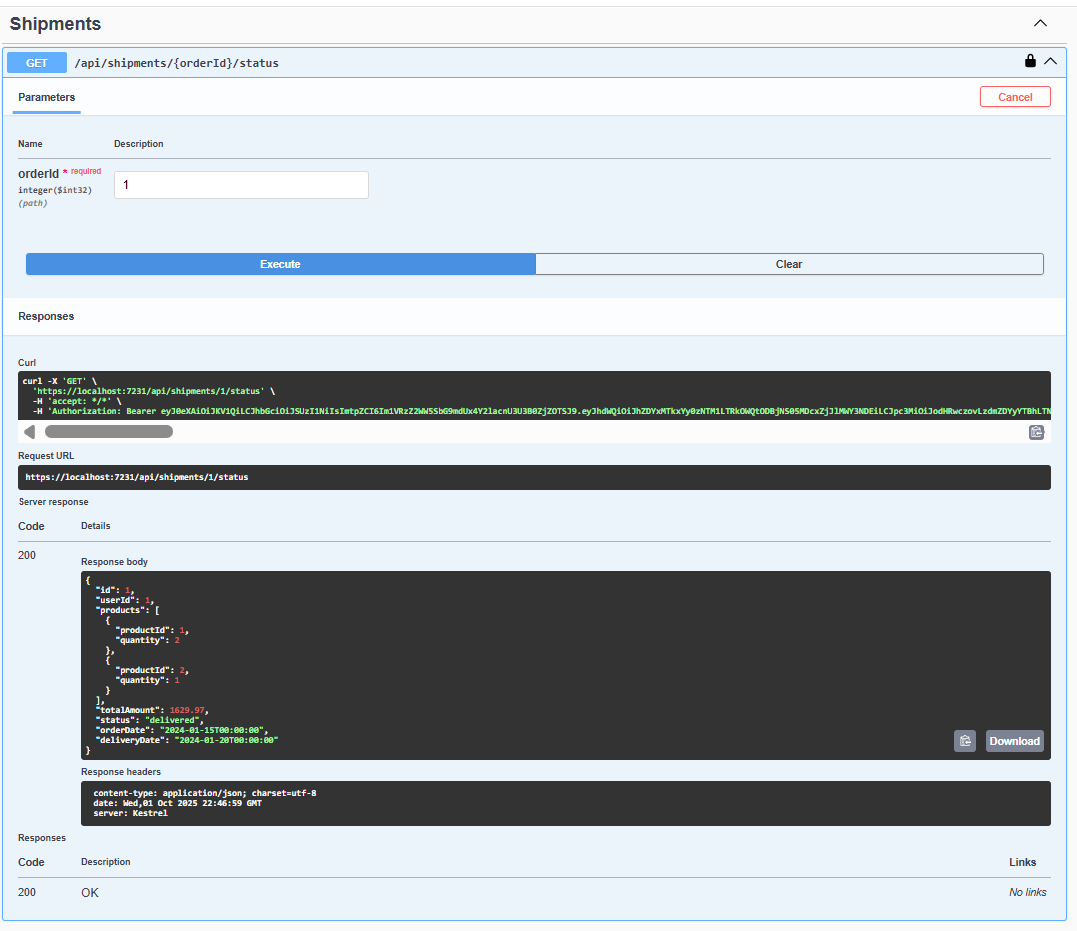 Shipments
GET /api/shipments/{orderId}/status
Parameters
Cancel
Name Description
orderId * required
integer($int32)
(path)
1
Execute Clear
Responses
Curl
curl -X 'GET' \
'https://localhost:7231/api/shipments/1/status' \
-H 'accept: */*' \
-H 'Authorization: Bearer
Request URL
https://localhost:7231/api/shipments/1/status
Server response
Code Details
200
Response body
{
"id": 1,
"userId": 1,
"products": [
{
"productId": 1,
"quantity": 2
},
{
"productId": 2,
"quantity": 1
}
],
"totalAmount": 1629.97,
"status": "delivered",
"orderDate": "2024-01-15T00:00:00",
"deliveryDate": "2024-01-20T00:00:00"
}
Download
Response headers
content-type: application/json; charset=utf-8
date: Wed,01 Oct 2025 22:46:59 GMT
server: Kestrel
Responses
Code Description Links
200 OK No links